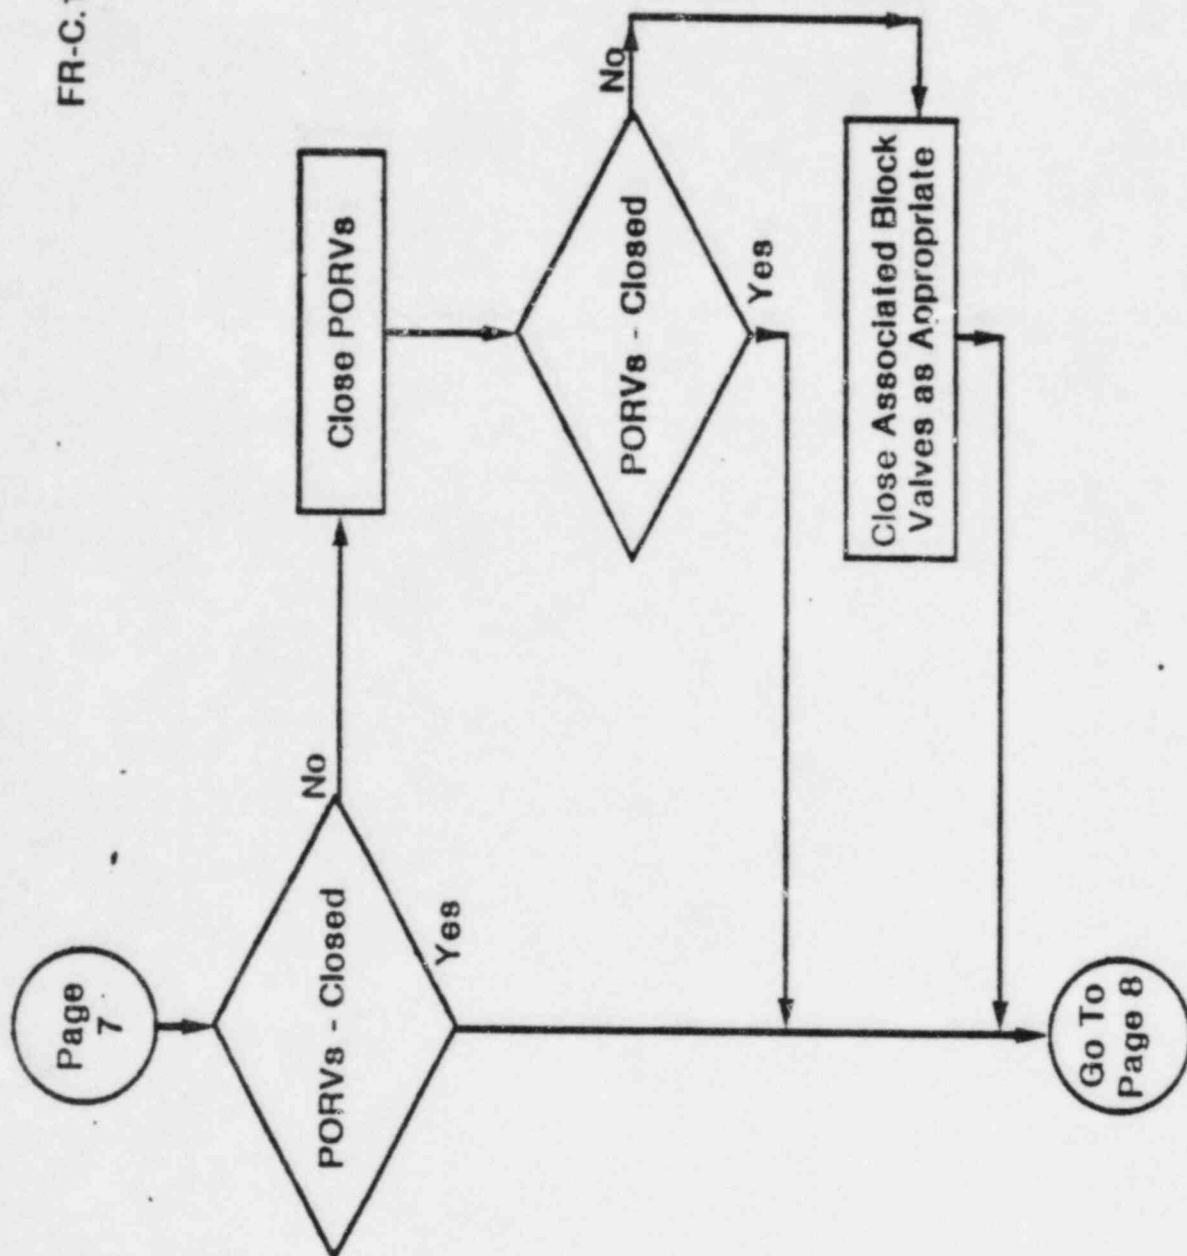 FR-C.
Page
7
PORVs - Closed
No
Yes
Close PORVs
PORVs - Closed
No
Yes
Close Associated Block
Valves as Appropriate
Go To
Page 8